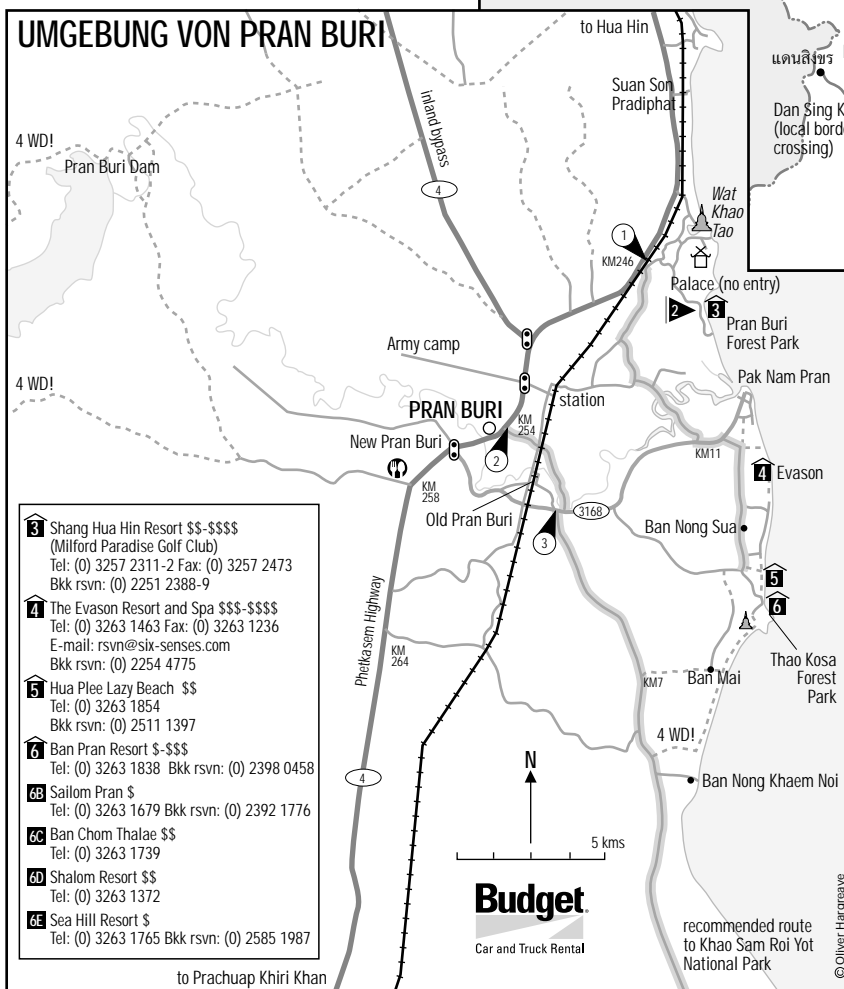 UMGEBUNG VON PRAN BURI
to Hua Hin
แดนสิงขร
Suan Son
Pradiphat
Dan Sing K
(local borde
crossing)
inland bypass
4 WD!
Pran Buri Dam
4
Wat
Khao
Tao
1
KM246
Palace (no entry)
2
3
Pran Buri
Forest Park
Army camp
Pak Nam Pran
4 WD!
station
PRAN BURI
KM
254
New Pran Buri
2
KM11
4 Evason
KM
258
Old Pran Buri
3168
Ban Nong Sua
3
5
6
Thao Kosa
Forest
Park
Phetkasem Highway
KM
264
KM7
Ban Mai
4 WD!
4
N
Ban Nong Khaem Noi
5 kms
3 Shang Hua Hin Resort $$-$$$$
(Milford Paradise Golf Club)
Tel: (0) 3257 2311-2 Fax: (0) 3257 2473
Bkk rsvn: (0) 2251 2388-9
4 The Evason Resort and Spa $$$-$$$$
Tel: (0) 3263 1463 Fax: (0) 3263 1236
E-mail: rsvn@six-senses.com
Bkk rsvn: (0) 2254 4775
5 Hua Plee Lazy Beach $$
Tel: (0) 3263 1854
Bkk rsvn: (0) 2511 1397
6 Ban Pran Resort $-$$$
Tel: (0) 3263 1838 Bkk rsvn: (0) 2398 0458
6B Sailom Pran $
Tel: (0) 3263 1679 Bkk rsvn: (0) 2392 1776
6C Ban Chom Thalae $$
Tel: (0) 3263 1739
6D Shalom Resort $$
Tel: (0) 3263 1372
6E Sea Hill Resort $
Tel: (0) 3263 1765 Bkk rsvn: (0) 2585 1987
Budget
Car and Truck Rental
recommended route
to Khao Sam Roi Yot
National Park
to Prachuap Khiri Khan
©Oliver Hargreave